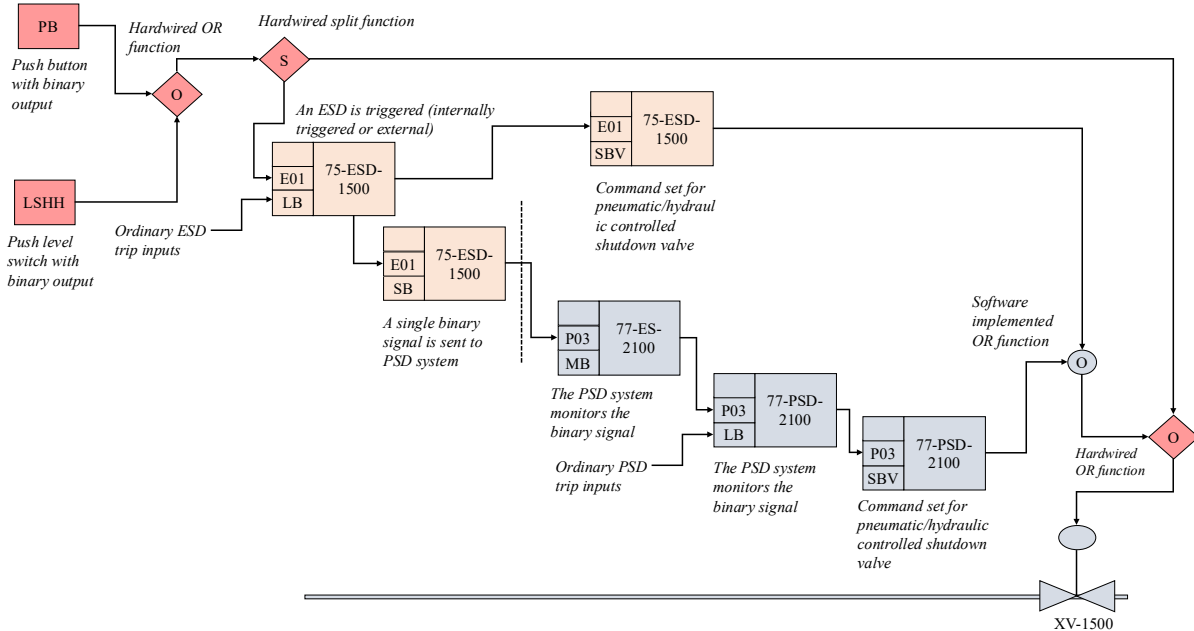 PB
Push button
with binary
output
Hardwired OR
function
O
Hardwired split function
S
LSHH
Push level
switch with
binary output
An ESD is triggered (internally
triggered or external)
E01
LB
75-ESD-
1500
Ordinary ESD
trip inputs
E01
SBV
75-ESD-
1500
Command set for
pneumatic/hydraul
ic controlled
shutdown valve
E01
SB
75-ESD-
1500
A single binary
signal is sent to
PSD system
P03
MB
77-ES-
2100
The PSD system
monitors the
binary signal
P03
LB
77-PSD-
2100
Ordinary PSD
trip inputs
The PSD system
monitors the
binary signal
P03
SBV
77-PSD-
2100
Command set for
pneumatic/hydraulic
controlled shutdown
valve
Software
implemented
OR function
O
O
Hardwired
OR function
XV-1500